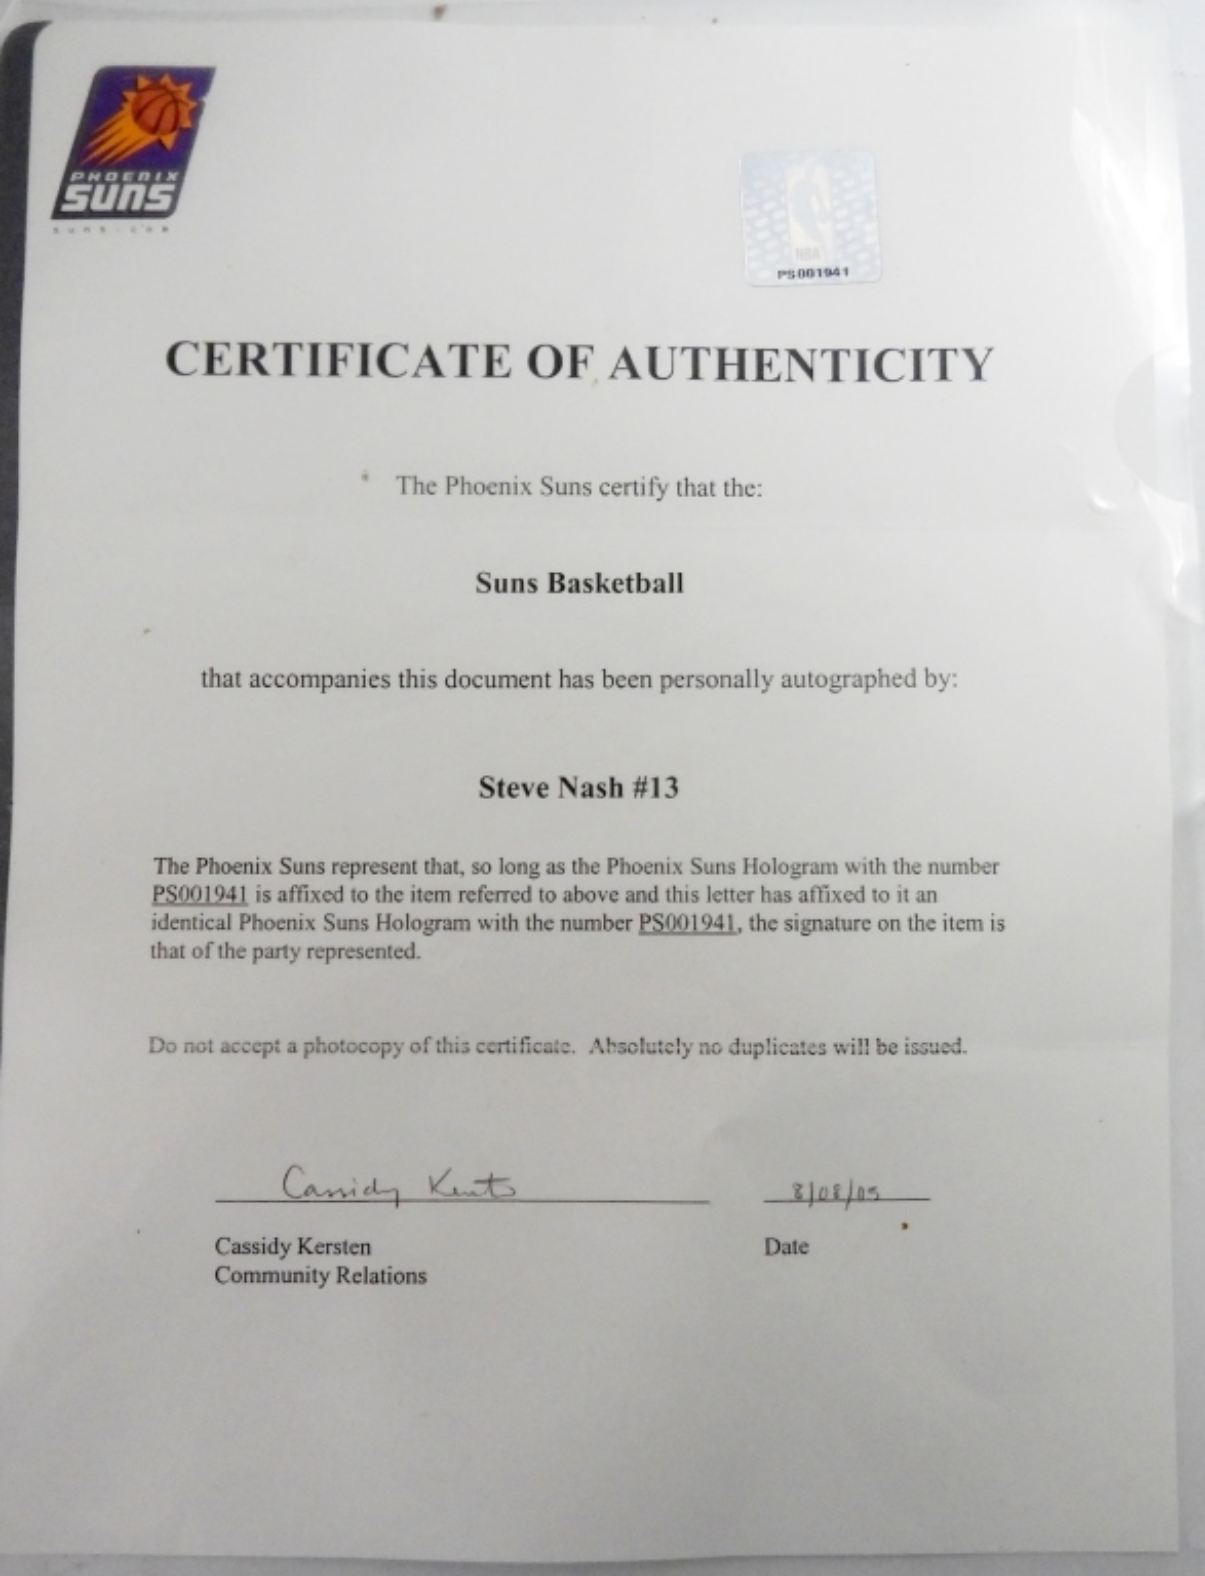 PHOENIX
SUNS
suns.com
NBA
PS001941
CERTIFICATE OF AUTHENTICITY
The Phoenix Suns certify that the:
Suns Basketball
that accompanies this document has been personally autographed by:
Steve Nash #13
The Phoenix Suns represent that, so long as the Phoenix Suns Hologram with the number
PS001941 is affixed to the item referred to above and this letter has affixed to it an
identical Phoenix Suns Hologram with the number PS001941, the signature on the item is
that of the party represented.
Do not accept a photocopy of this certificate. Absolutely no duplicates will be issued.
Cassidy
8/08/05
Cassidy Kersten
Date
Community Relations